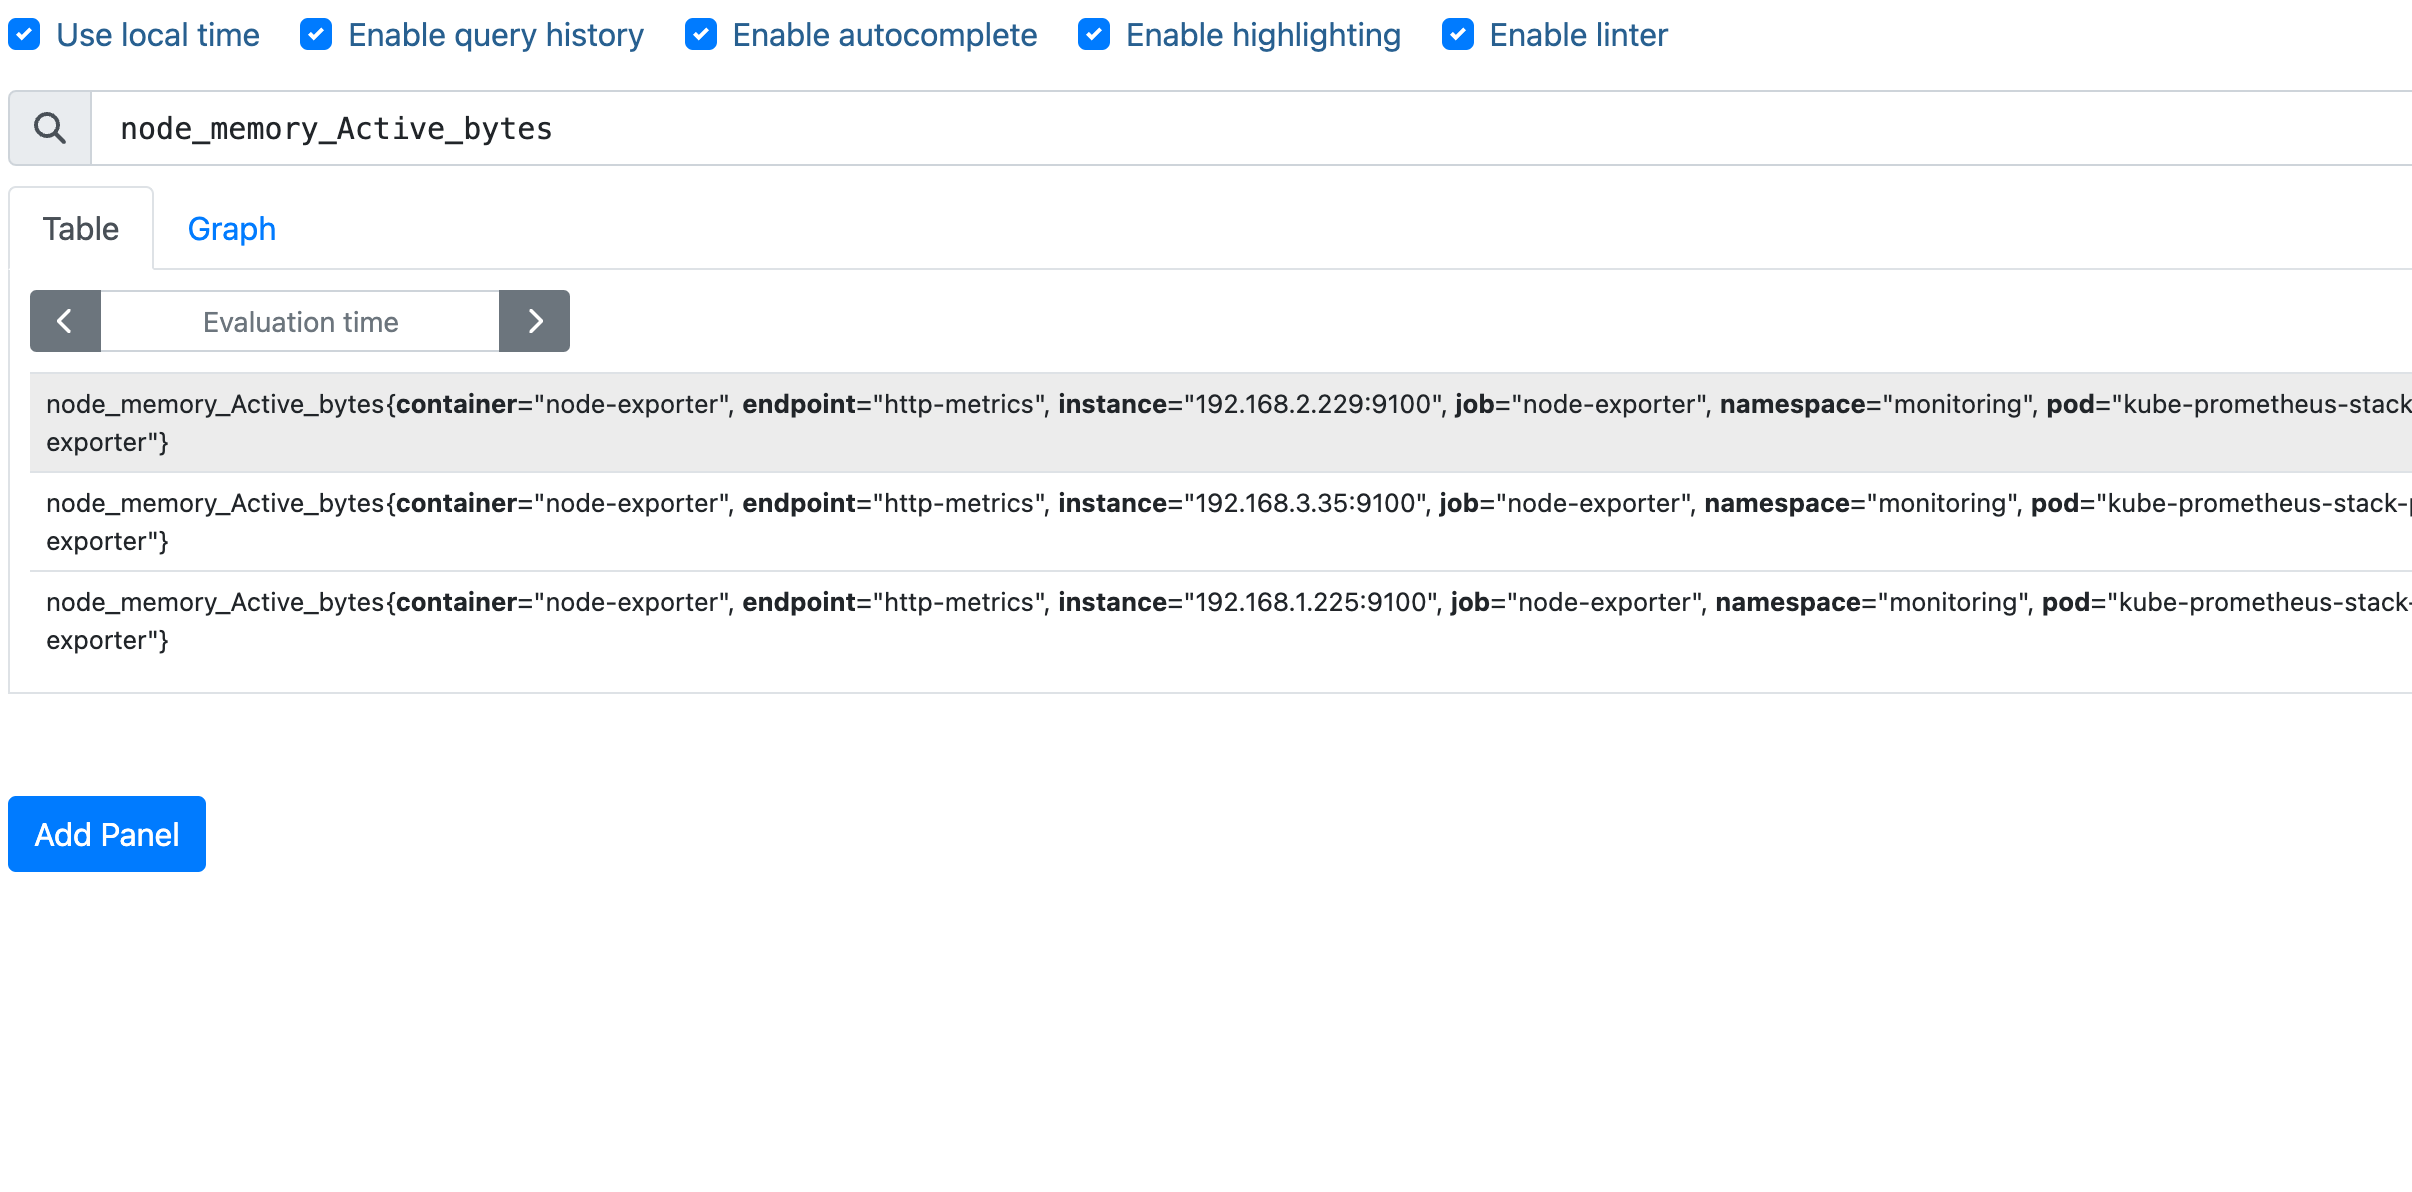 Use local time Enable query history Enable autocomplete Enable highlighting Enable linter
node_memory_Active_bytes
Table Graph
Evaluation time
node_memory_Active_bytes{container="node-exporter", endpoint="http-metrics", instance="192.168.2.229:9100", job="node-exporter", namespace="monitoring", pod="kube-prometheus-stack
exporter"}
node_memory_Active_bytes{container="node-exporter", endpoint="http-metrics", instance="192.168.3.35:9100", job="node-exporter", namespace="monitoring", pod="kube-prometheus-stack-
exporter"}
node_memory_Active_bytes{container="node-exporter", endpoint="http-metrics", instance="192.168.1.225:9100", job="node-exporter", namespace="monitoring", pod="kube-prometheus-stack-
exporter"}
Add Panel